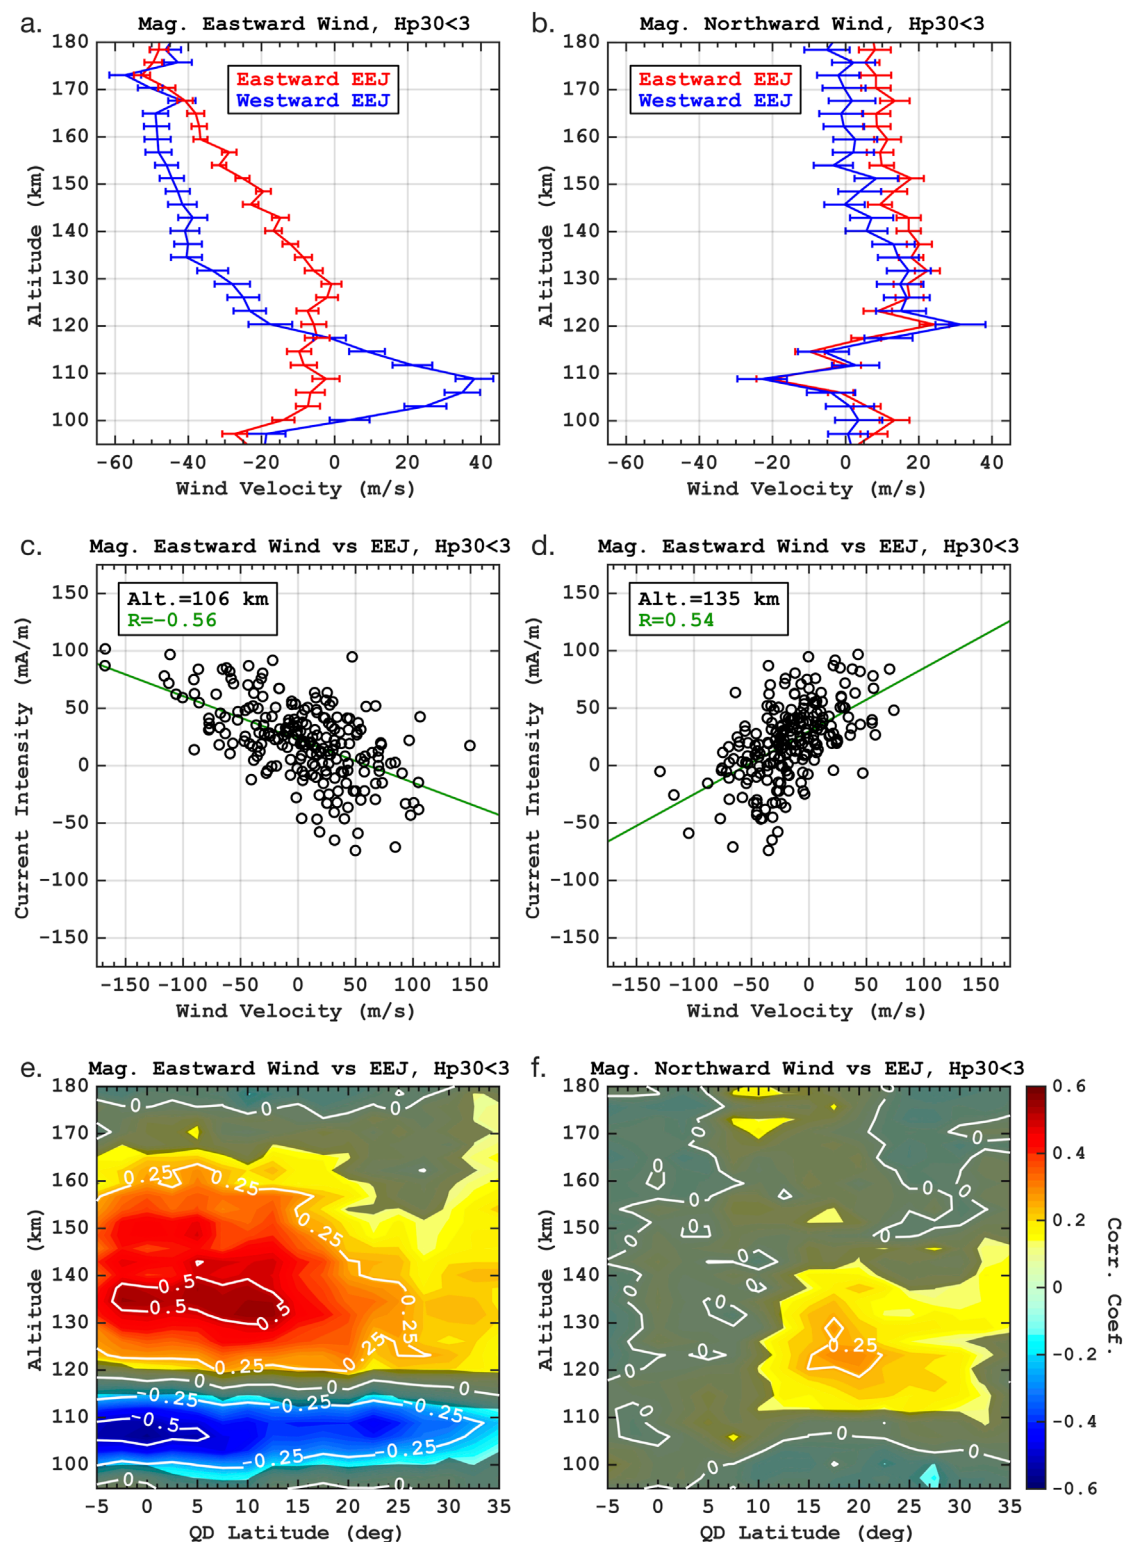 a. Mag. Eastward Wind, Hp30<3
180
170
160
150
140
130
120
110
100
Altitude (km)
Eastward EEJ
Westward EEJ
-60 -40 -20 0 20 40
Wind Velocity (m/s)
b. Mag. Northward Wind, Hp30<3
180
170
160
150
140
130
120
110
100
Altitude (km)
Eastward EEJ
Westward EEJ
-60 -40 -20 0 20 40
Wind Velocity (m/s)
c. Mag. Eastward Wind vs EEJ, Hp30<3
150
100
50
0
-50
-100
-150
Current Intensity (mA/m)
Alt.=106 km
R=-0.56
-150 -100 -50 0 50 100 150
Wind Velocity (m/s)
d. Mag. Eastward Wind vs EEJ, Hp30<3
150
100
50
0
-50
-100
-150
Current Intensity (mA/m)
Alt.=135 km
R=0.54
-150 -100 -50 0 50 100 150
Wind Velocity (m/s)
e. Mag. Eastward Wind vs EEJ, Hp30<3
180
170
160
150
140
130
120
110
100
Altitude (km)
0 0 0
0.25 0.25
0.25
0.5
0.5 0.5
0.25
0.25 0.25
0 0 0
-0.25 -0.25 -0.25
-0.5
-0.25 -0.25
0 0
-5 0 5 10 15 20 25 30 35
QD Latitude (deg)
f. Mag. Northward Wind vs EEJ, Hp30<3
180
170
160
150
140
130
120
110
100
Altitude (km)
0
0 0 0
0
0 0 0
0 0 0
0 0
0
0 0 0.25
0
0 0
0
-5 0 5 10 15 20 25 30 35
QD Latitude (deg)
0.6
0.4
0.2
0
-0.2
-0.4
-0.6
Corr. Coef.